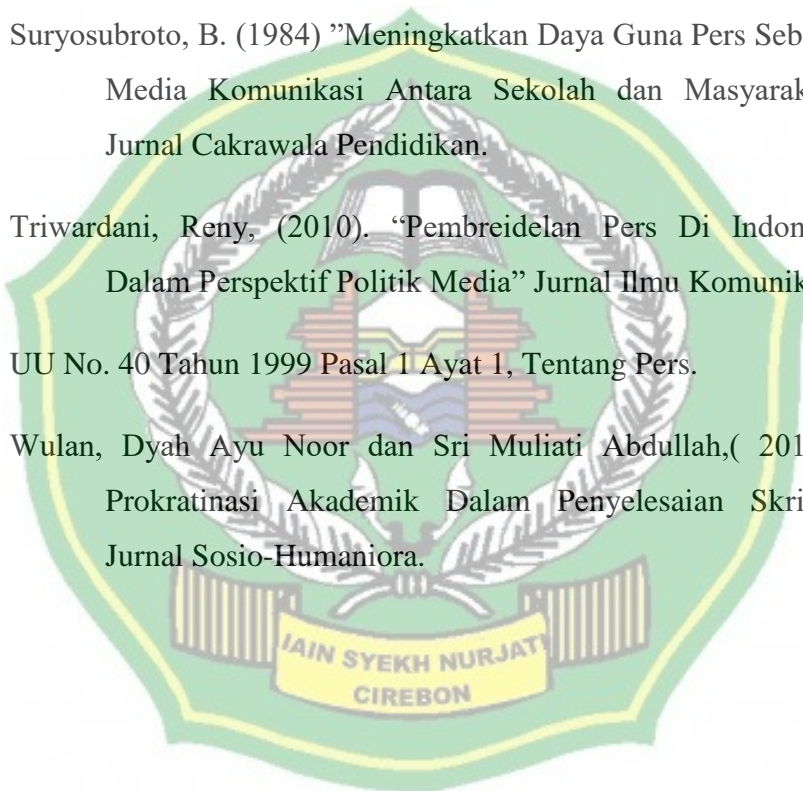 Suryosubroto, B. (1984) ”Meningkatkan Daya Guna Pers Seb
Media Komunikasi Antara Sekolah dan Masyarak
Jurnal Cakrawala Pendidikan.
Triwardani, Reny, (2010). “Pembreidelan Pers Di Indon
Dalam Perspektif Politik Media” Jurnal Ilmu Komunik
UU No. 40 Tahun 1999 Pasal 1 Ayat 1, Tentang Pers.
Wulan, Dyah Ayu Noor dan Sri Muliati Abdullah,( 201
Prokratinasi Akademik Dalam Penyelesaian Skri
Jurnal Sosio-Humaniora.
IAIN SYEKH NURJATI
CIREBON